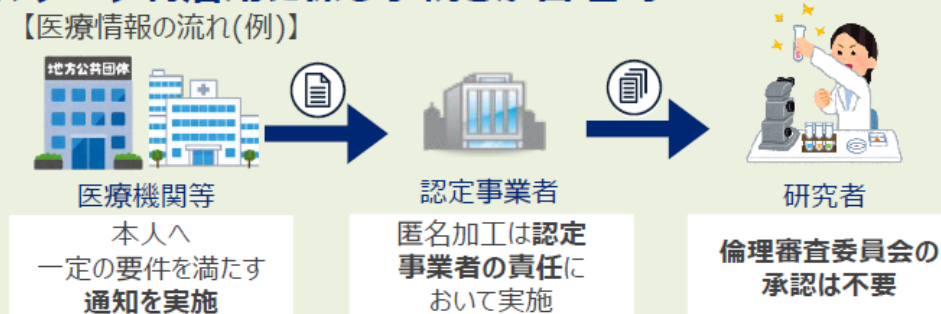 【医療情報の流れ(例)】
地方公共団体
医療機関等
認定事業者
研究者
本人へ
一定の要件を満たす
通知を実施
匿名加工は認定
事業者の責任に
おいて実施
倫理審査委員会の
承認は不要